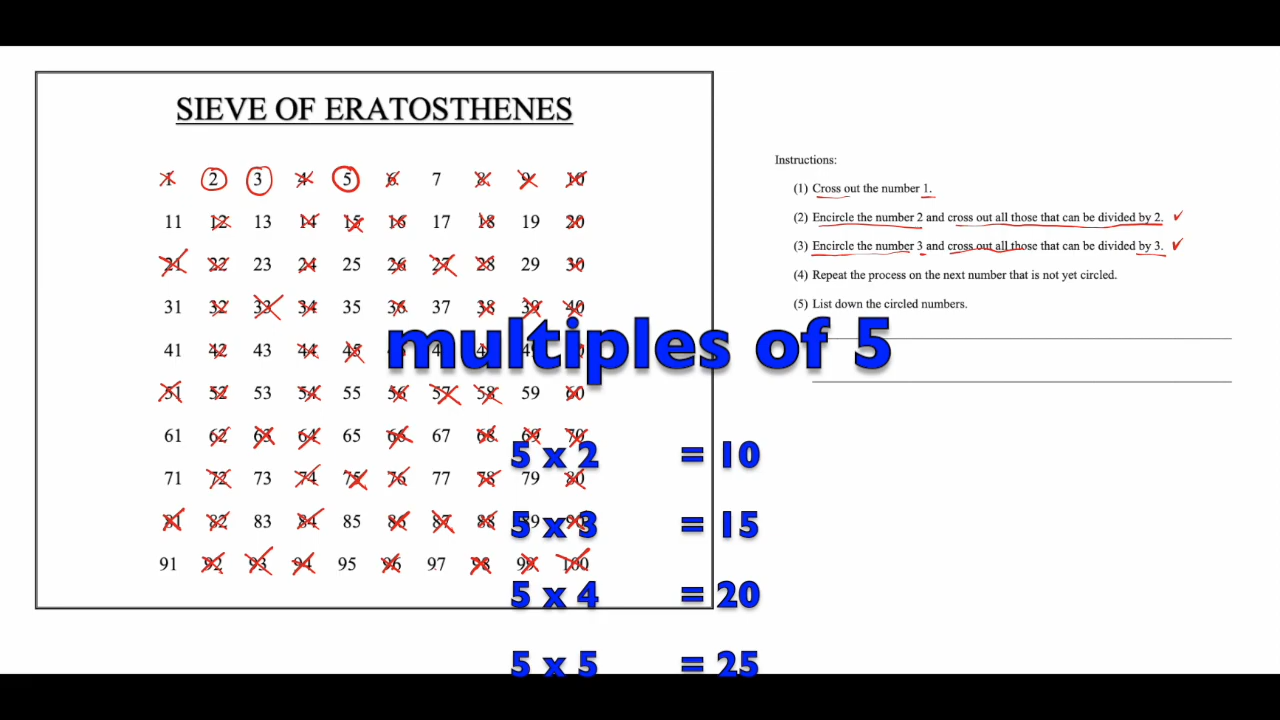 SIEVE OF ERATOSTHENES
1 2 3 4 5 6 7 8 9 10
11 12 13 14 15 16 17 18 19 20
21 22 23 24 25 26 27 28 29 30
31 32 33 34 35 36 37 38 39 40
41 42 43 44 45
51 52 53 54 55 56 57 58 59 60
61 62 63 64 65 66 67 68 69 70
71 72 73 74 75 76 77 78 79 80
81 82 83 84 85 86 87 88 89 90
91 92 93 94 95 96 97 98 99 100
Instructions:
(1) Cross out the number 1.
(2) Encircle the number 2 and cross out all those that can be divided by 2.
(3) Encircle the number 3 and cross out all those that can be divided by 3.
(4) Repeat the process on the next number that is not yet circled.
(5) List down the circled numbers.
multiples of 5
5 x 2 = 10
5 x 3 = 15
5 x 4 = 20
5 x 5 = 25